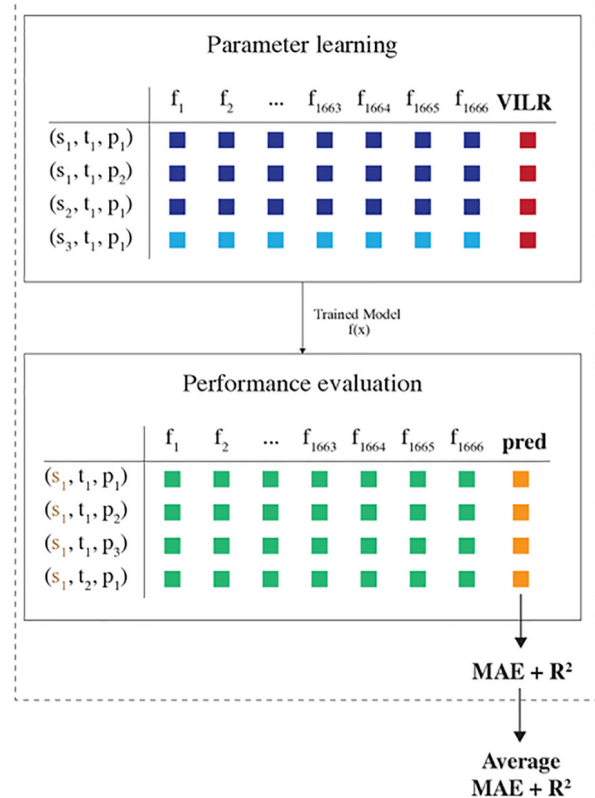 Parameter learning
f₁ f₂ ... f₁₆₆₃ f₁₆₆₄ f₁₆₆₅ f₁₆₆₆ VILR
(s₁, t₁, p₁)
(s₁, t₁, p₂)
(s₂, t₁, p₁)
(s₃, t₁, p₁)
Trained Model
f(x)
Performance evaluation
f₁ f₂ ... f₁₆₆₃ f₁₆₆₄ f₁₆₆₅ f₁₆₆₆ pred
(s₁, t₁, p₁)
(s₁, t₁, p₂)
(s₁, t₁, p₃)
(s₁, t₂, p₁)
MAE + R²
Average
MAE + R²